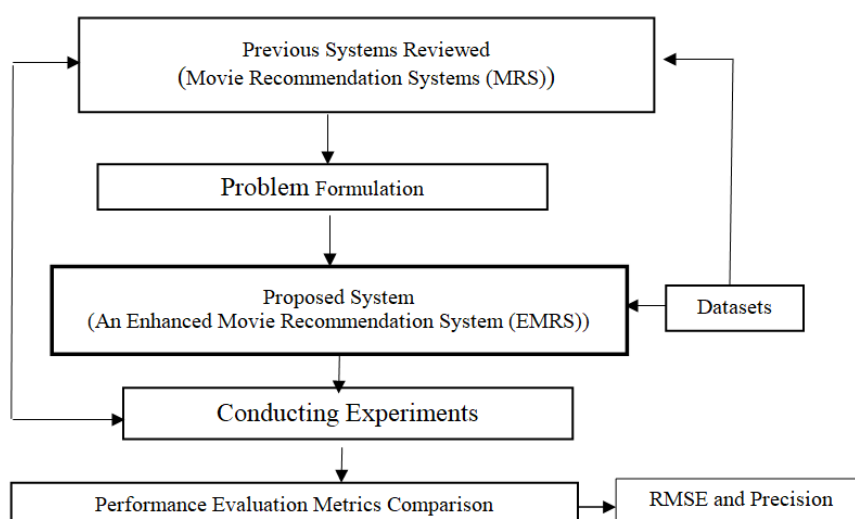 Previous Systems Reviewed
(Movie Recommendation Systems (MRS))
Problem Formulation
Proposed System
(An Enhanced Movie Recommendation System (EMRS))
Datasets
Conducting Experiments
Performance Evaluation Metrics Comparison
RMSE and Precision